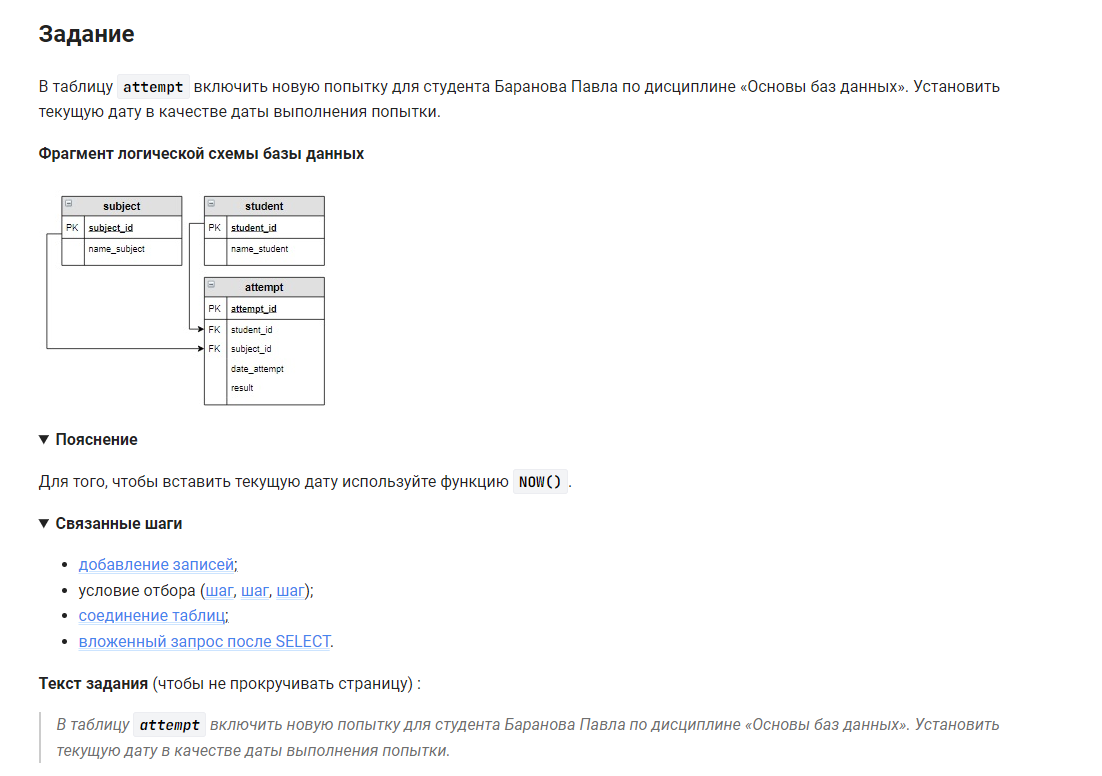 Задание
В таблицу attempt включить новую попытку для студента Баранова Павла по дисциплине «Основы баз данных». Установить
текущую дату в качестве даты выполнения попытки.
Фрагмент логической схемы базы данных
subject
PK subject_id
name_subject
student
PK student_id
name_student
attempt
PK attempt_id
FK student_id
FK subject_id
date_attempt
result
Пояснение
Для того, чтобы вставить текущую дату используйте функцию NOW() .
Связанные шаги
добавление записей;
условие отбора (шаг, шаг, шаг);
соединение таблиц;
вложенный запрос после SELECT.
Текст задания (чтобы не прокручивать страницу) :
В таблицу attempt включить новую попытку для студента Баранова Павла по дисциплине «Основы баз данных». Установить
текущую дату в качестве даты выполнения попытки.